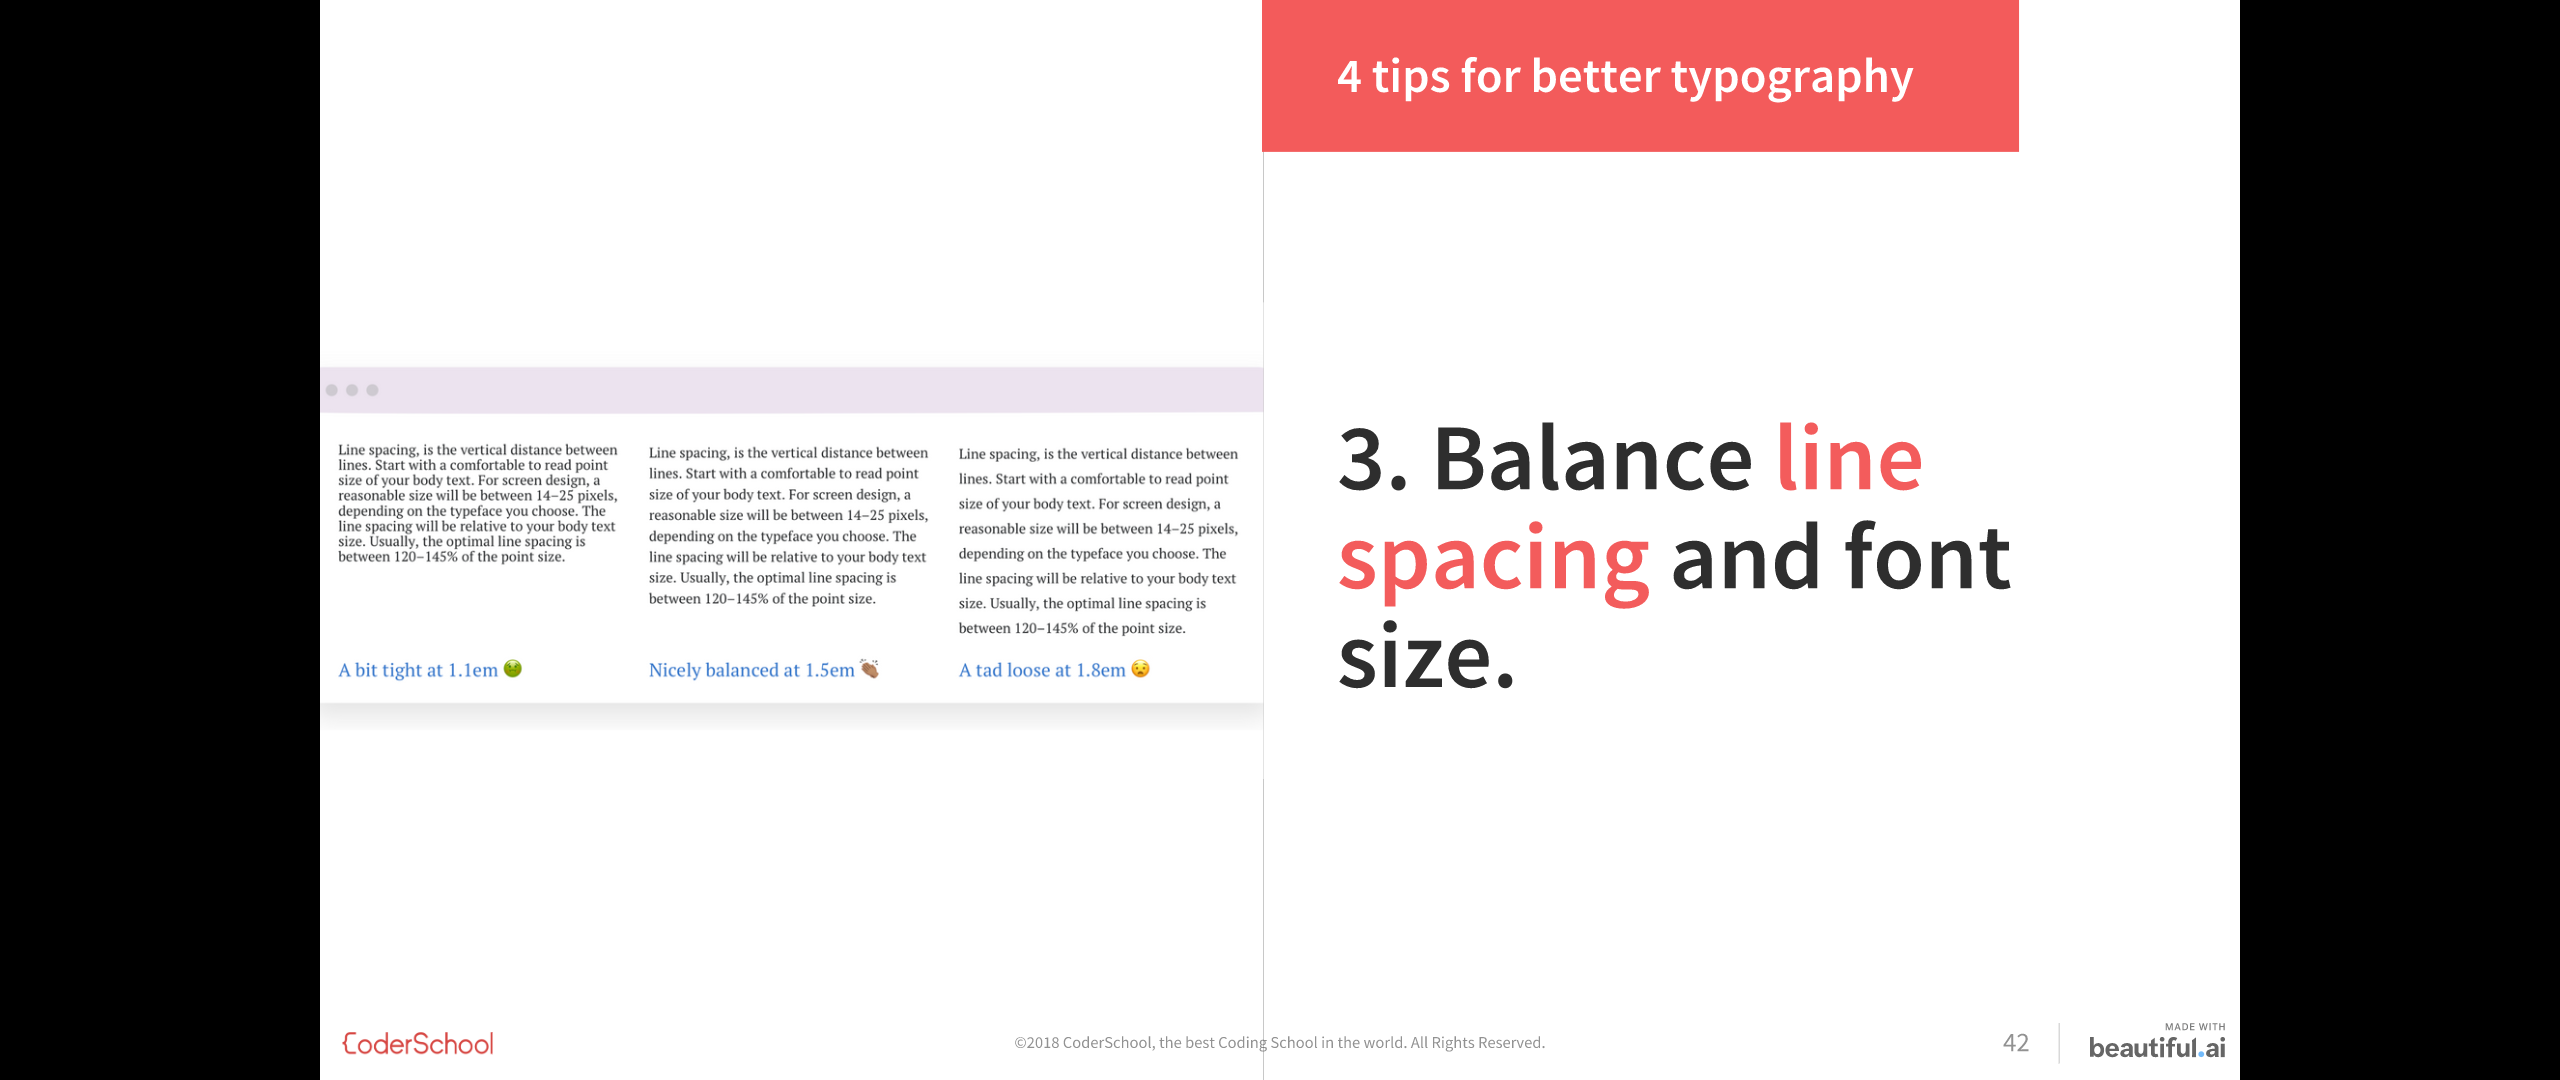 4 tips for better typography
Line spacing, is the vertical distance between
lines. Start with a comfortable to read point
size of your body text. For screen design, a
reasonable size will be between 14–25 pixels,
depending on the typeface you choose. The
line spacing will be relative to your body text
size. Usually, the optimal line spacing is
between 120–145% of the point size.
A bit tight at 1.1em 🤢
Line spacing, is the vertical distance between
lines. Start with a comfortable to read point
size of your body text. For screen design, a
reasonable size will be between 14–25 pixels,
depending on the typeface you choose. The
line spacing will be relative to your body text
size. Usually, the optimal line spacing is
between 120–145% of the point size.
Nicely balanced at 1.5em 👏🏽
Line spacing, is the vertical distance between
lines. Start with a comfortable to read point
size of your body text. For screen design, a
reasonable size will be between 14–25 pixels,
depending on the typeface you choose. The
line spacing will be relative to your body text
size. Usually, the optimal line spacing is
between 120–145% of the point size.
A tad loose at 1.8em 😧
3. Balance line
spacing and font
size.
CoderSchool
©2018 CoderSchool, the best Coding School in the world. All Rights Reserved.
42
MADE WITH
beautiful.ai